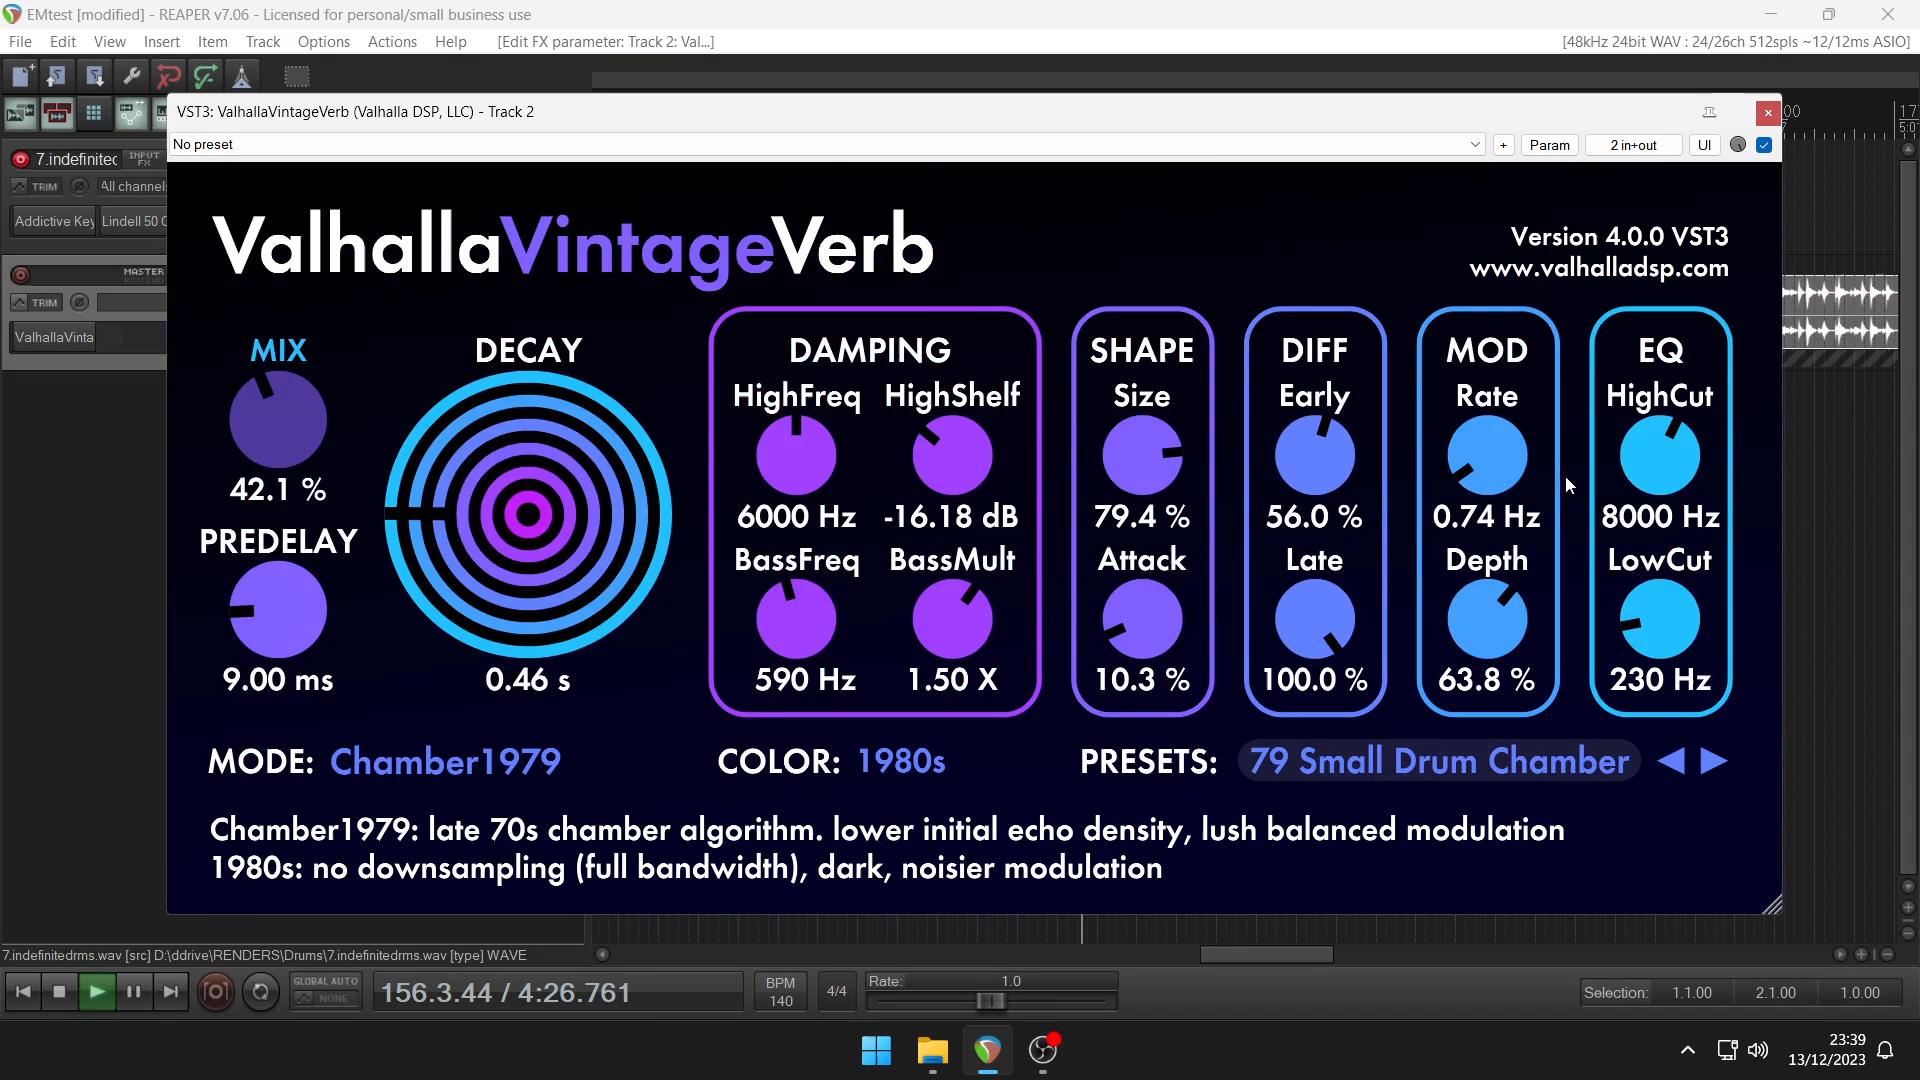 EMtest [modified] - REAPER v7.06 - Licensed for personal/small business use
File Edit View Insert Item Track Options Actions Help [Edit FX parameter: Track 2: Val...] [48kHz 24bit WAV : 24/26ch 512spls ~12/12ms ASIO]
VST3: ValhallaVintageVerb (Valhalla DSP, LLC) - Track 2
No preset + Param 2 in+out UI
7.indefinitec INPUT FX
TRIM All channel
Addictive Key Lindell 50 C
MASTER
TRIM
ValhallaVinta
ValhallaVintageVerb
Version 4.0.0 VST3
www.valhalladsp.com
MIX DECAY DAMPING SHAPE DIFF MOD EQ
HighFreq HighShelf Size Early Rate HighCut
42.1 % 6000 Hz -16.18 dB 79.4 % 56.0 % 0.74 Hz 8000 Hz
PREDELAY BassFreq BassMult Attack Late Depth LowCut
9.00 ms 0.46 s 590 Hz 1.50 X 10.3 % 100.0 % 63.8 % 230 Hz
MODE: Chamber1979 COLOR: 1980s PRESETS: 79 Small Drum Chamber
Chamber1979: late 70s chamber algorithm. lower initial echo density, lush balanced modulation
1980s: no downsampling (full bandwidth), dark, noisier modulation
7.indefinitedrms.wav [src] D:\ddrive\RENDERS\Drums\7.indefinitedrms.wav [type] WAVE
GLOBAL AUTO
NONE
156.3.44 / 4:26.761
BPM
140
4/4
Rate: 1.0
Selection: 1.1.00 2.1.00 1.0.00
23:39
13/12/2023